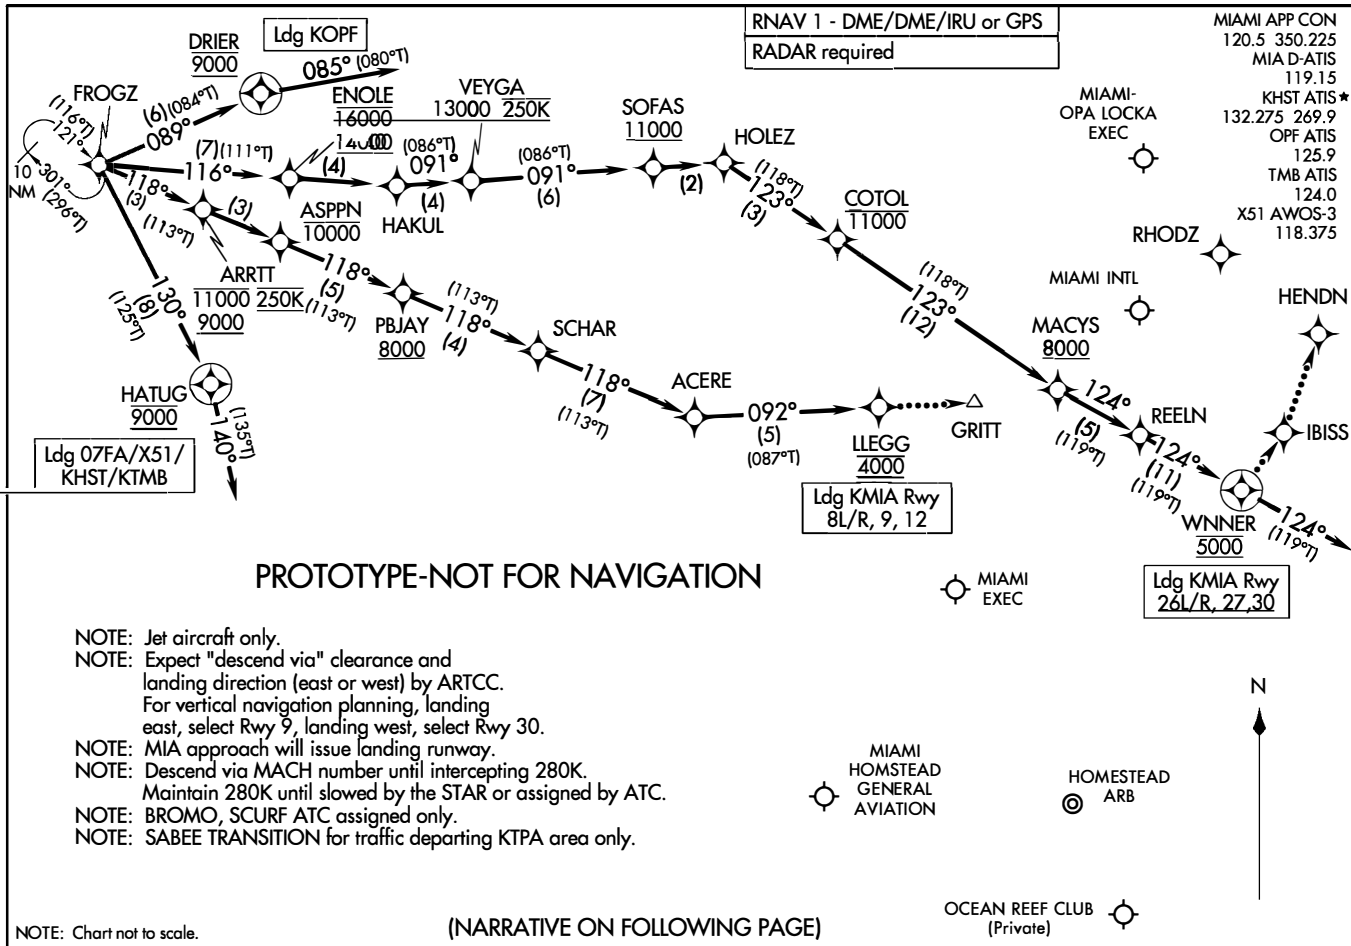 Ldg KOPF
RNAV 1 - DME/DME/IRU or GPS
RADAR required
MIAMI APP CON
120.5 350.225
MIA D-ATIS
119.15
KHST ATIS★
132.275 269.9
OPF ATIS
125.9
TMB ATIS
124.0
X51 AWOS-3
118.375
DRIER
9000
085° (080°T)
FROGZ
(6) (084°T)
089°
(116°T)
121°
10
NM
301°
(296°T)
ENOLE
16000
14000
VEYGA
13000 250K
SOFAS
11000
HOLEZ
MIAMI-
OPA LOCKA
EXEC
(7) (111°T)
116°
(4)
(086°T)
091°
(4)
HAKUL
(086°T)
091°
(6)
(2)
(118°T)
123°
(3)
COTOL
11000
RHODZ
118°
(3)
(113°T)
(3)
ASPPN
10000
ARRTT
11000 250K
9000
118°
(5)
(113°T)
(118°T)
123°
(12)
MIAMI INTL
HENDN
130°
(8)
(125°T)
PBJAY
8000
(113°T)
118°
(4)
SCHAR
MACYS
8000
HATUG
9000
(135°T)
140°
118°
(7)
(113°T)
ACERE
092°
(5)
(087°T)
LLEGG
4000
GRITT
124°
(5)
(119°T)
REELN
IBISS
124°
(11)
(119°T)
Ldg 07FA/X51/
KHST/KTMB
Ldg KMIA Rwy
8L/R, 9, 12
WNNER
5000
124°
(119°T)
Ldg KMIA Rwy
26L/R, 27,30
PROTOTYPE-NOT FOR NAVIGATION
MIAMI
EXEC
NOTE: Jet aircraft only.
NOTE: Expect "descend via" clearance and
landing direction (east or west) by ARTCC.
For vertical navigation planning, landing
east, select Rwy 9, landing west, select Rwy 30.
NOTE: MIA approach will issue landing runway.
NOTE: Descend via MACH number until intercepting 280K.
Maintain 280K until slowed by the STAR or assigned by ATC.
NOTE: BROMO, SCURF ATC assigned only.
NOTE: SABEE TRANSITION for traffic departing KTPA area only.
N
MIAMI
HOMSTEAD
GENERAL
AVIATION
HOMESTEAD
ARB
OCEAN REEF CLUB
(Private)
NOTE: Chart not to scale.
(NARRATIVE ON FOLLOWING PAGE)